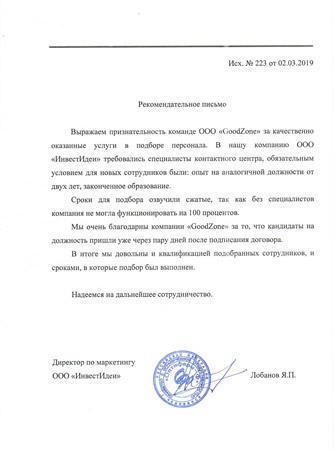 Исх. № 223 от 02.03.2019
Рекомендательное письмо
Выражаем признательность команде ООО «GoodZone» за качественно
оказанные услуги в подборе персонала. В нашу компанию ООО
«ИнвестИдеи» требовались специалисты контактного центра, обязательным
условием для новых сотрудников были: опыт на аналогичной должности от
двух лет, законченное образование.
Сроки для подбора озвучили сжатые, так как без специалистов
компания не могла функционировать на 100 процентов.
Мы очень благодарны компании «GoodZone» за то, что кандидаты на
должность пришли уже через пару дней после подписания договора.
В итоге мы довольны и квалификацией подобранных сотрудников, и
сроками, в которые подбор был выполнен.
Надеемся на дальнейшее сотрудничество.
Директор по маркетингу
ООО «ИнвестИдеи»
Лобанов Я.П.